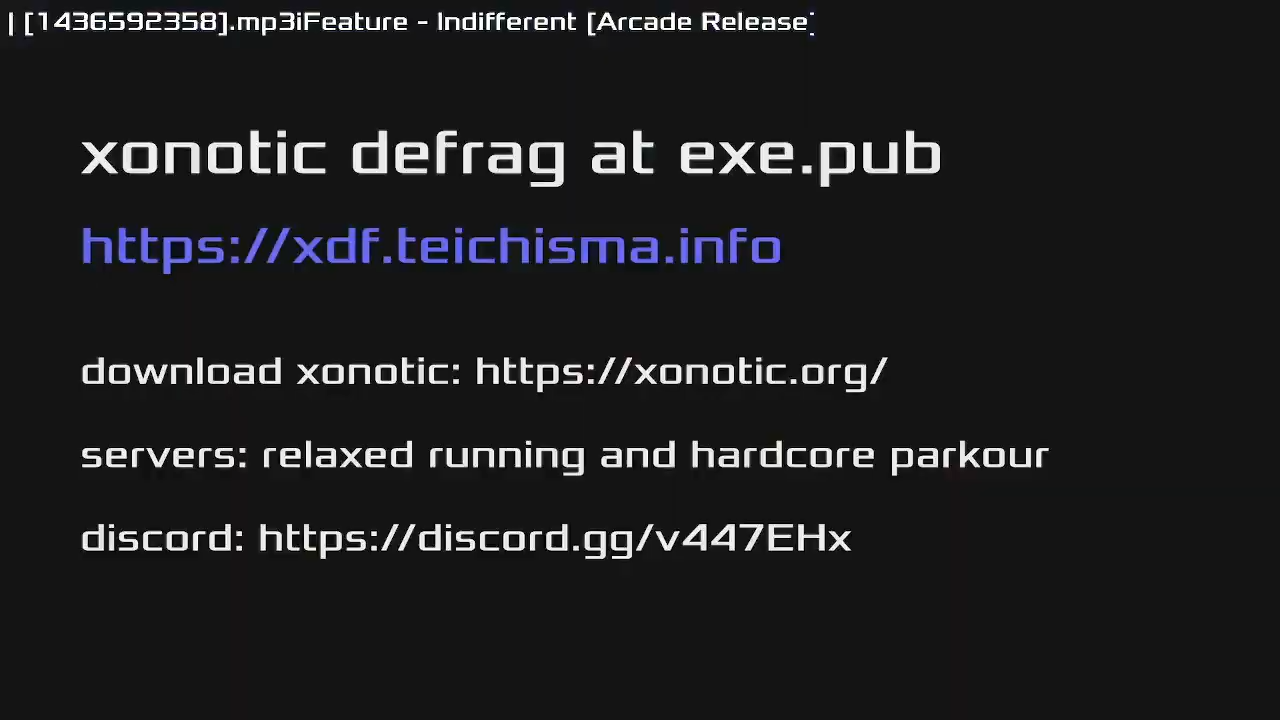 | [1436592358].mp3iFeature - Indifferent [Arcade Release]
xonotic defrag at exe.pub
https://xdf.teichisma.info
download xonotic: https://xonotic.org/
servers: relaxed running and hardcore parkour
discord: https://discord.gg/v447EHx